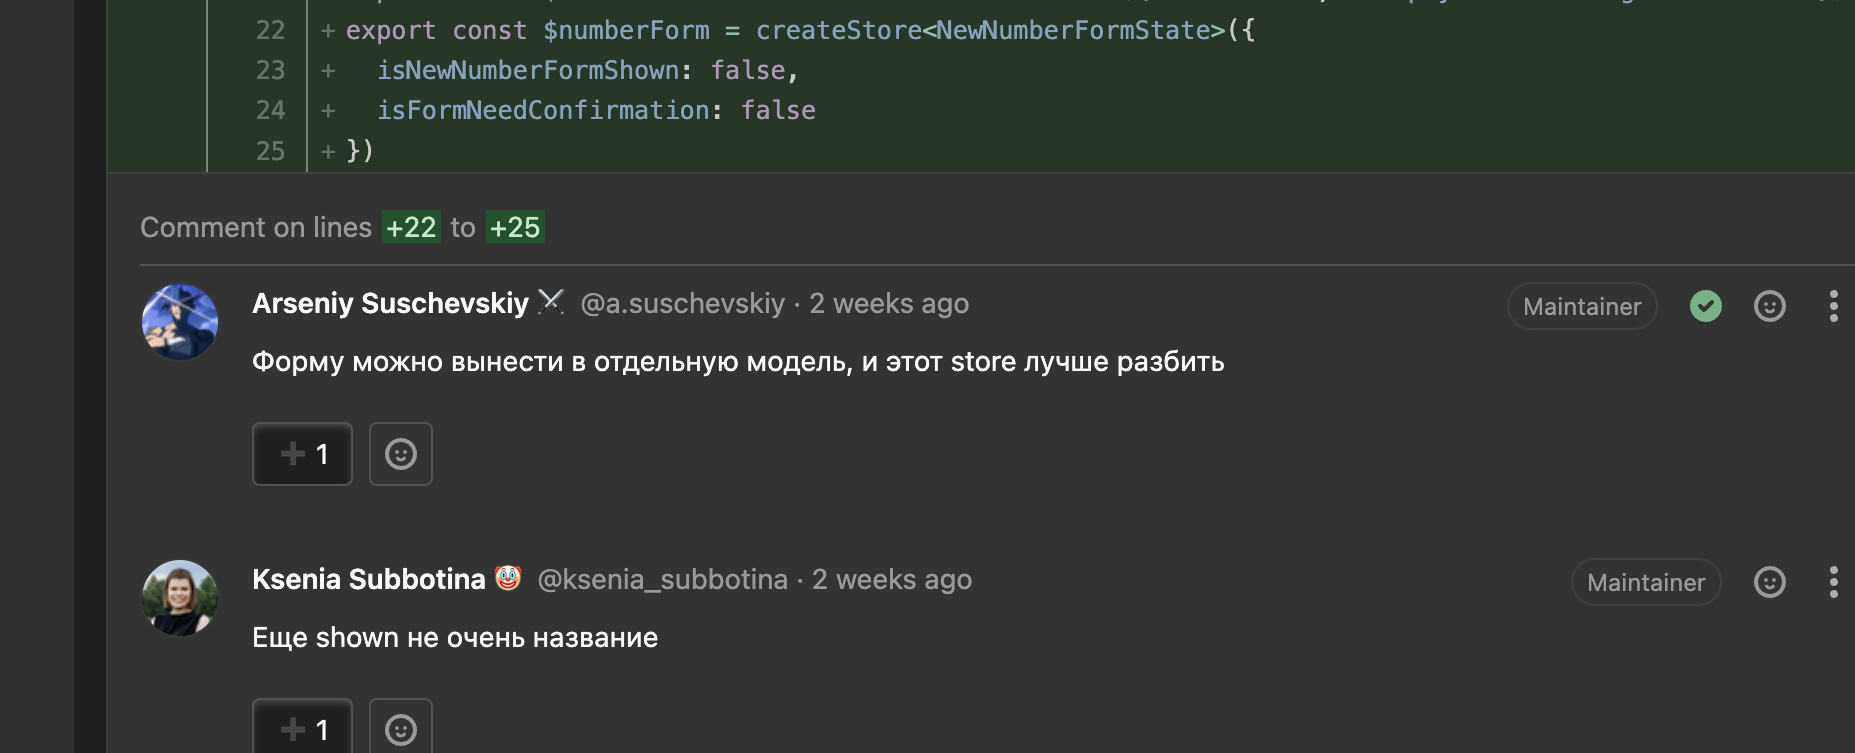 22 + export const $numberForm = createStore<NewNumberFormState>({
23 + isNewNumberFormShown: false,
24 + isFormNeedConfirmation: false
25 + })
Comment on lines +22 to +25
Arseniy Suschevskiy ⚔ @a.suschevskiy · 2 weeks ago Maintainer
Форму можно вынести в отдельную модель, и этот store лучше разбить
➕ 1
Ksenia Subbotina 🤡 @ksenia_subbotina · 2 weeks ago Maintainer
Еще shown не очень название
➕ 1